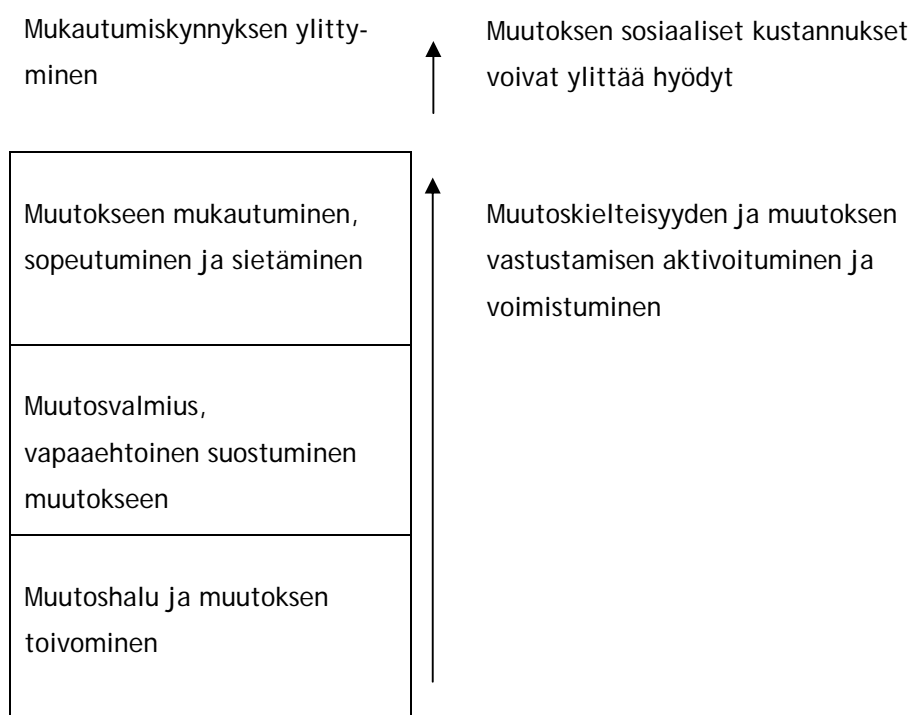 Mukautumiskynnyksen ylitty-
minen
Muutoksen sosiaaliset kustannukset
voivat ylittää hyödyt
Muutokseen mukautuminen,
sopeutuminen ja sietäminen
Muutoskielteisyyden ja muutoksen
vastustamisen aktivoituminen ja
voimistuminen
Muutosvalmius,
vapaaehtoinen suostuminen
muutokseen
Muutoshalu ja muutoksen
toivominen